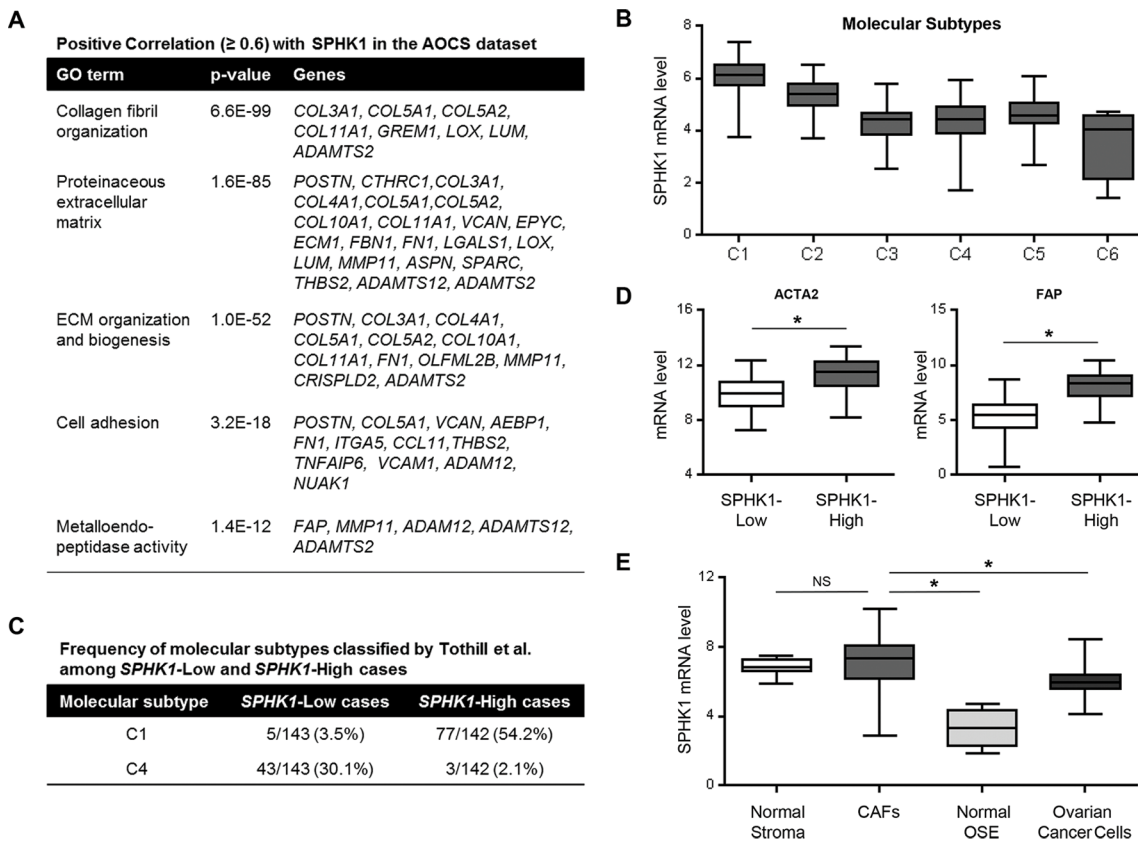 A
Positive Correlation (≥ 0.6) with SPHK1 in the AOCS dataset
GO term p-value Genes
Collagen fibril organization 6.6E-99 COL3A1, COL5A1, COL5A2,
COL11A1, GREM1, LOX, LUM,
ADAMTS2
Proteinaceous extracellular matrix 1.6E-85 POSTN, CTHRC1,COL3A1,
COL4A1,COL5A1,COL5A2,
COL10A1, COL11A1, VCAN, EPYC,
ECM1, FBN1, FN1, LGALS1, LOX,
LUM, MMP11, ASPN, SPARC,
THBS2, ADAMTS12, ADAMTS2
ECM organization and biogenesis 1.0E-52 POSTN, COL3A1, COL4A1,
COL5A1, COL5A2, COL10A1,
COL11A1, FN1, OLFML2B, MMP11,
CRISPLD2, ADAMTS2
Cell adhesion 3.2E-18 POSTN, COL5A1, VCAN, AEBP1,
FN1, ITGA5, CCL11,THBS2,
TNFAIP6, VCAM1, ADAM12,
NUAK1
Metalloendo-
peptidase activity 1.4E-12 FAP, MMP11, ADAM12, ADAMTS12,
ADAMTS2
B
Molecular Subtypes
SPHK1 mRNA level
8
6
4
2
0
C1 C2 C3 C4 C5 C6
C
Frequency of molecular subtypes classified by Tothill et al.
among SPHK1-Low and SPHK1-High cases
Molecular subtype SPHK1-Low cases SPHK1-High cases
C1 5/143 (3.5%) 77/142 (54.2%)
C4 43/143 (30.1%) 3/142 (2.1%)
D
ACTA2
mRNA level
16
12
8
4
*
SPHK1-
Low
SPHK1-
High
FAP
mRNA level
15
10
5
0
*
SPHK1-
Low
SPHK1-
High
E
SPHK1 mRNA level
12
8
4
0
NS
*
*
Normal
Stroma
CAFs
Normal
OSE
Ovarian
Cancer Cells